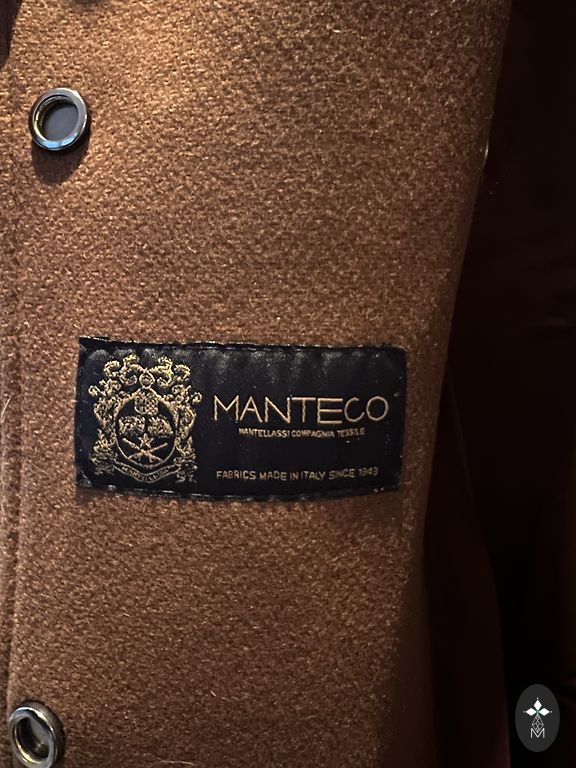 MANTECO
MANTELLASSI COMPAGNIA TESSILE
FABRICS MADE IN ITALY SINCE 1943
M